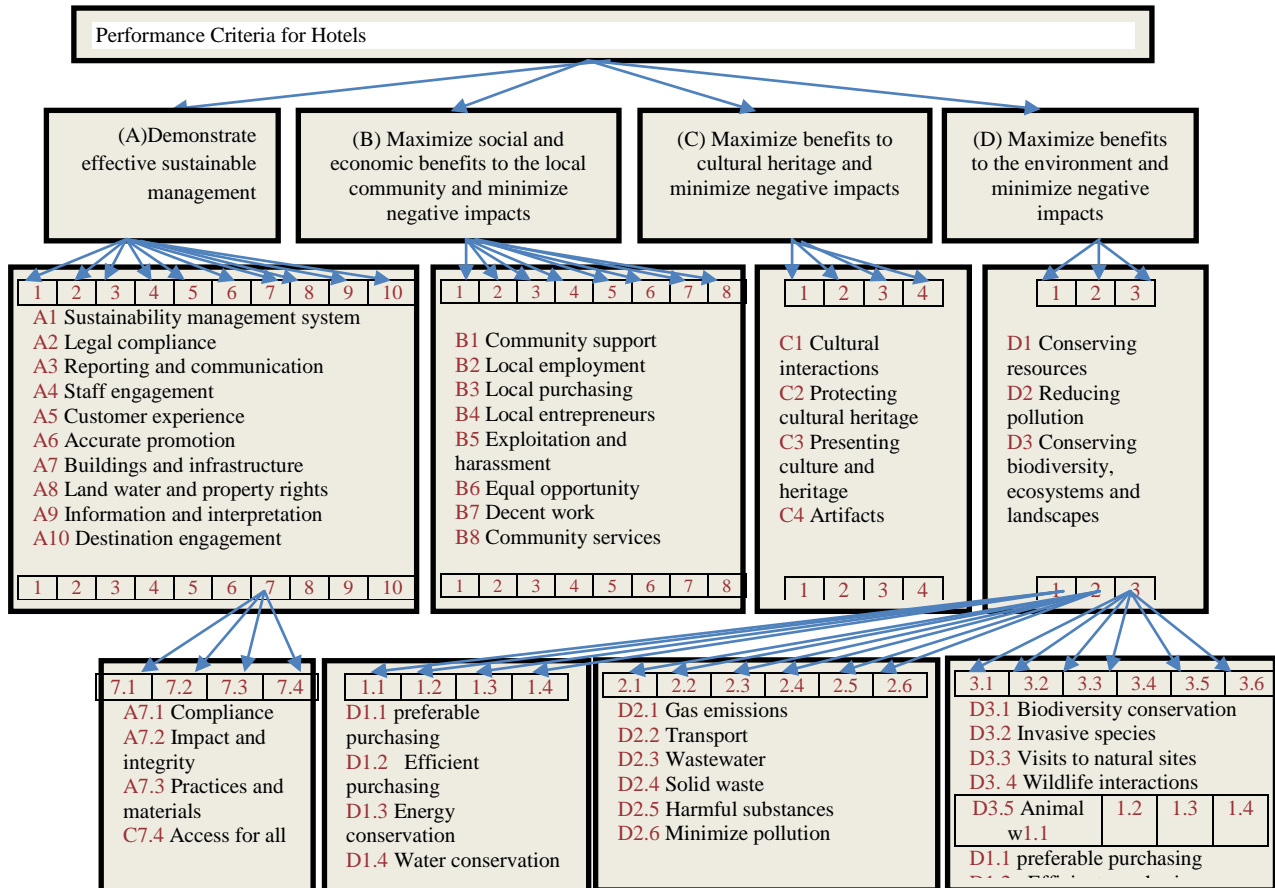 Performance Criteria for Hotels
(A)Demonstrate
effective sustainable
management
(B) Maximize social and
economic benefits to the local
community and minimize
negative impacts
(C) Maximize benefits to
cultural heritage and
minimize negative impacts
(D) Maximize benefits
to the environment and
minimize negative
impacts
1 2 3 4 5 6 7 8 9 10
A1 Sustainability management system
A2 Legal compliance
A3 Reporting and communication
A4 Staff engagement
A5 Customer experience
A6 Accurate promotion
A7 Buildings and infrastructure
A8 Land water and property rights
A9 Information and interpretation
A10 Destination engagement
1 2 3 4 5 6 7 8 9 10
1 2 3 4 5 6 7 8
B1 Community support
B2 Local employment
B3 Local purchasing
B4 Local entrepreneurs
B5 Exploitation and
harassment
B6 Equal opportunity
B7 Decent work
B8 Community services
1 2 3 4 5 6 7 8
1 2 3 4
C1 Cultural
interactions
C2 Protecting
cultural heritage
C3 Presenting
culture and
heritage
C4 Artifacts
1 2 3 4
1 2 3
D1 Conserving
resources
D2 Reducing
pollution
D3 Conserving
biodiversity,
ecosystems and
landscapes
1 2 3
7.1 7.2 7.3 7.4
A7.1 Compliance
A7.2 Impact and
integrity
A7.3 Practices and
materials
C7.4 Access for all
1.1 1.2 1.3 1.4
D1.1 preferable
purchasing
D1.2 Efficient
purchasing
D1.3 Energy
conservation
D1.4 Water conservation
2.1 2.2 2.3 2.4 2.5 2.6
D2.1 Gas emissions
D2.2 Transport
D2.3 Wastewater
D2.4 Solid waste
D2.5 Harmful substances
D2.6 Minimize pollution
3.1 3.2 3.3 3.4 3.5 3.6
D3.1 Biodiversity conservation
D3.2 Invasive species
D3.3 Visits to natural sites
D3. 4 Wildlife interactions
D3.5 Animal 1.2 1.3 1.4
w1.1
D1.1 preferable purchasing